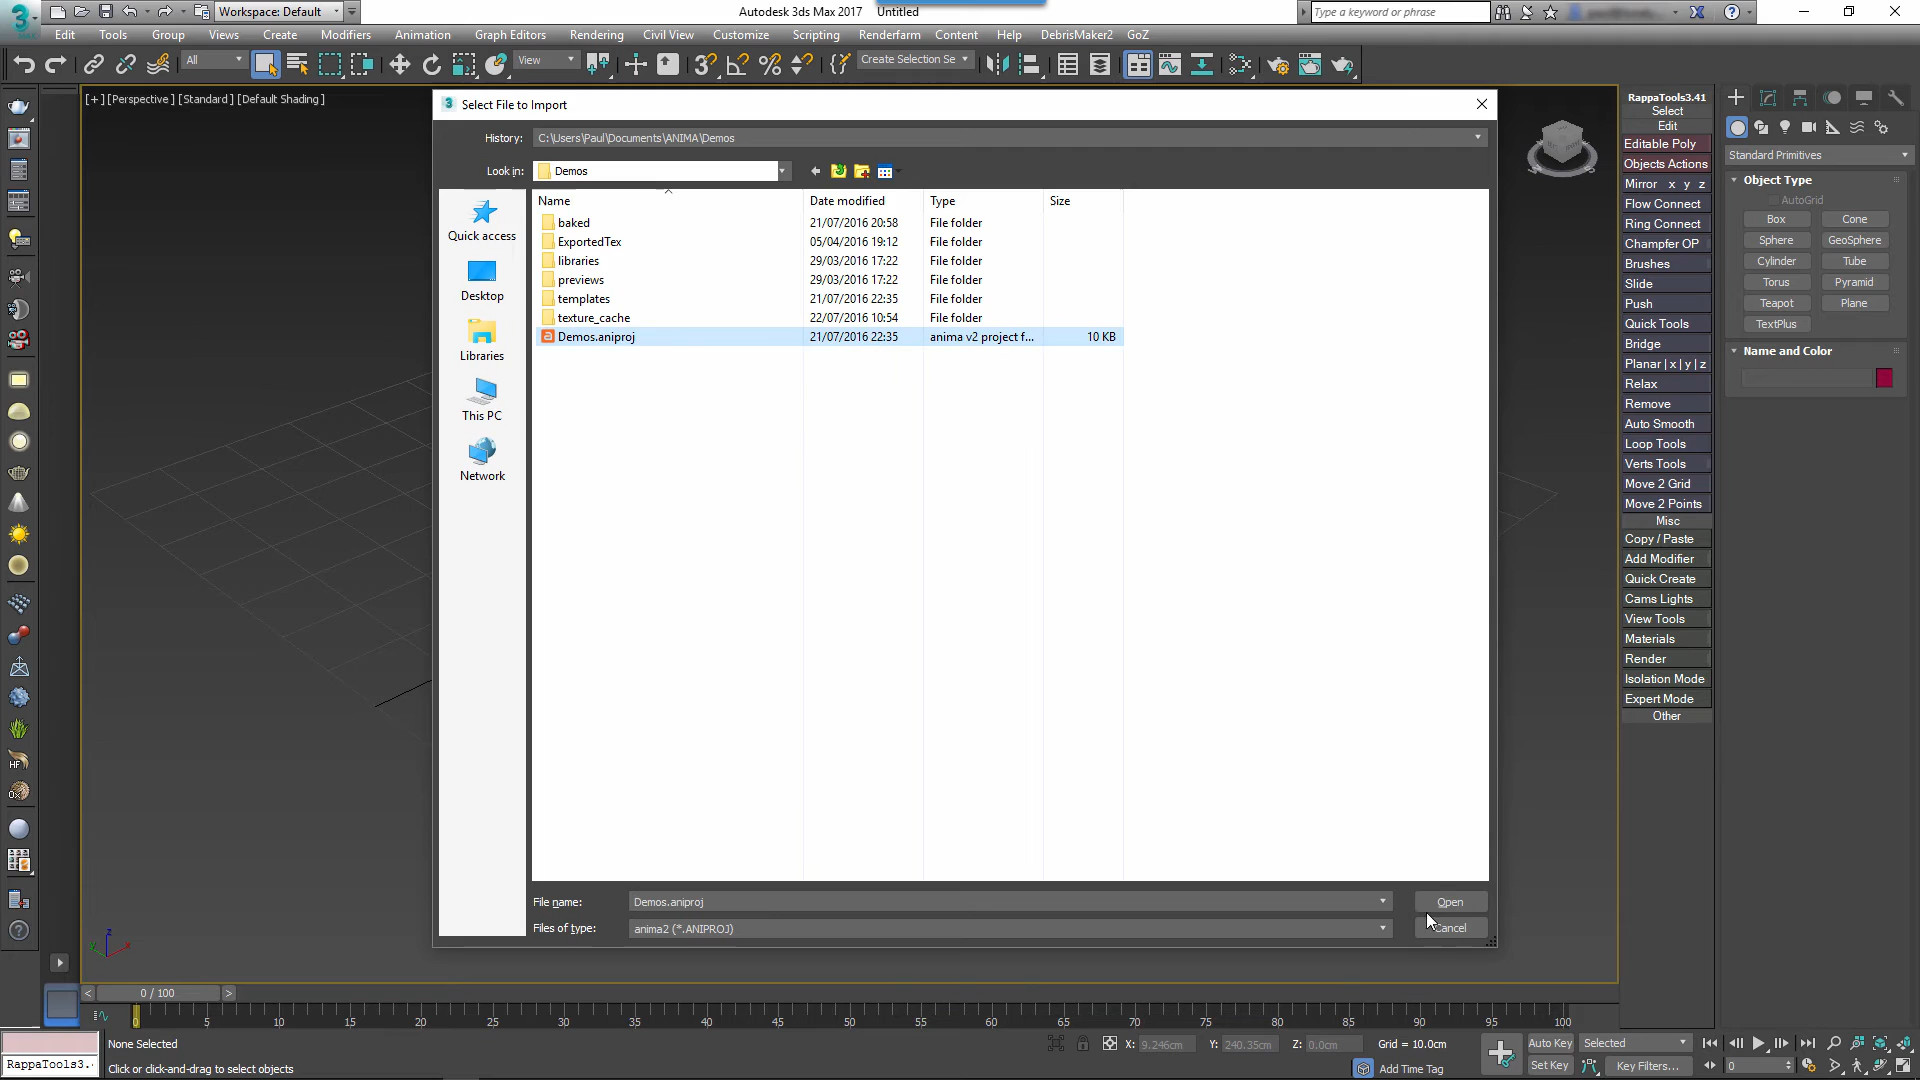 Workspace: Default
Autodesk 3ds Max 2017 Untitled
Type a keyword or phrase
Edit Tools Group Views Create Modifiers Animation Graph Editors Rendering Civil View Customize Scripting Renderfarm Content Help DebrisMaker2 GoZ
All View Create Selection Se
[+] [Perspective ] [Standard ] [Default Shading ]
Select File to Import
History: C:\Users\Paul\Documents\ANIMA\Demos
Look in: Demos
Name Date modified Type Size
baked 21/07/2016 20:58 File folder
ExportedTex 05/04/2016 19:12 File folder
libraries 29/03/2016 17:22 File folder
previews 29/03/2016 17:22 File folder
templates 21/07/2016 22:35 File folder
texture_cache 22/07/2016 10:54 File folder
Demos.aniproj 21/07/2016 22:35 anima v2 project f... 10 KB
Quick access
Desktop
Libraries
This PC
Network
File name: Demos.aniproj Open
Files of type: anima2 (*.ANIPROJ) Cancel
RappaTools3.41
Select
Edit
Editable Poly
Objects Actions
Mirror x y z
Flow Connect
Ring Connect
Champfer OP
Brushes
Slide
Push
Quick Tools
Bridge
Planar | x | y | z
Relax
Remove
Auto Smooth
Loop Tools
Verts Tools
Move 2 Grid
Move 2 Points
Misc
Copy / Paste
Add Modifier
Quick Create
Cams Lights
View Tools
Materials
Render
Isolation Mode
Expert Mode
Other
Standard Primitives
Object Type
AutoGrid
Box Cone
Sphere GeoSphere
Cylinder Tube
Torus Pyramid
Teapot Plane
TextPlus
Name and Color
z
y x
< 0 / 100 >
0 5 10 15 20 25 30 35 40 45 50 55 60 65 70 75 80 85 90 95 100
None Selected
X: 9.246cm Y: 240.35cm Z: 0.0cm Grid = 10.0cm
Auto Key Selected
RappaTools3.
Click or click-and-drag to select objects
Add Time Tag
Set Key Key Filters... 0